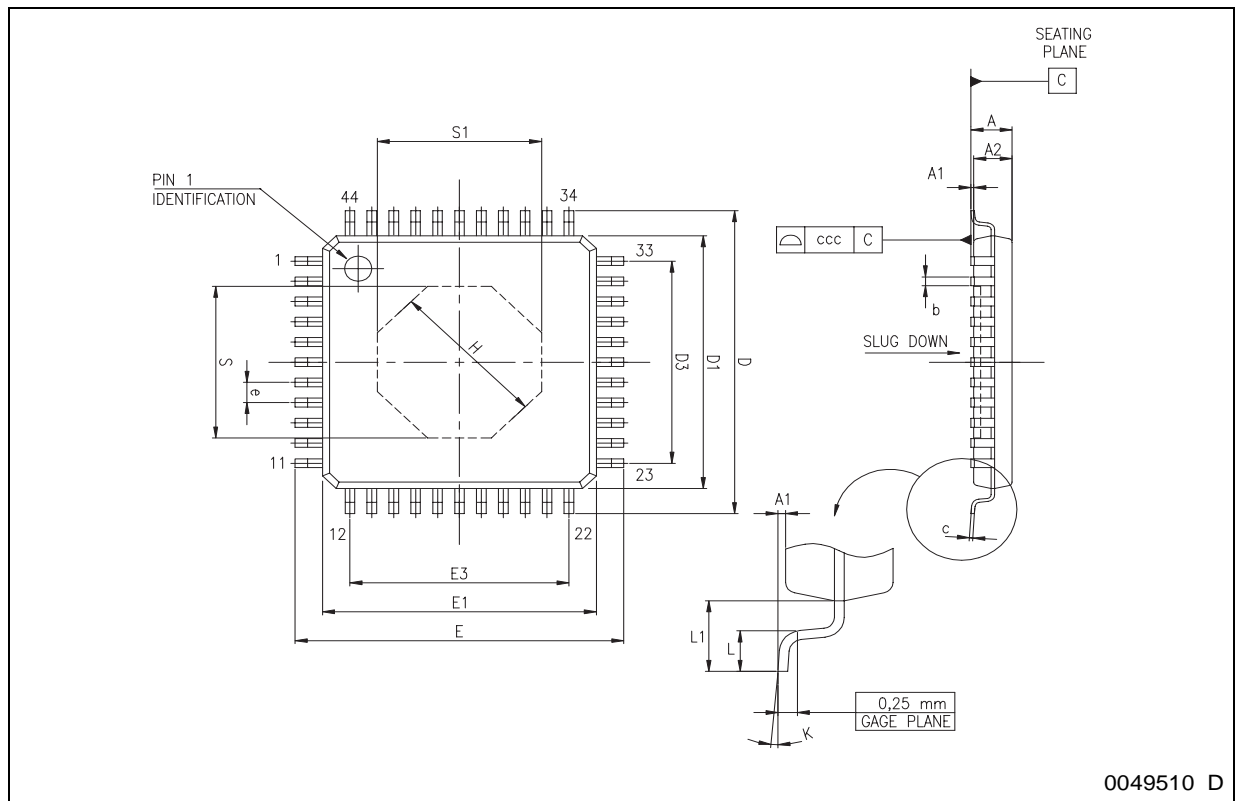 SEATING
PLANE
C
A
A2
A1
S1
PIN 1
IDENTIFICATION
44
34
1
33
ccc C
b
SLUG DOWN
S
H
e
D3
D1
D
11
23
12
22
A1
c
E3
E1
E
L1
L
0,25 mm
GAGE PLANE
K
0049510 D